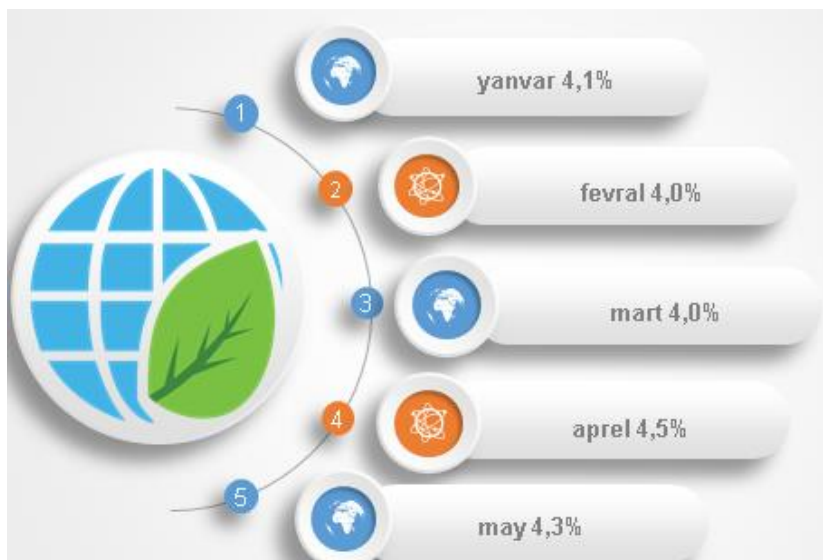 yanvar 4,1%
1
2
fevral 4,0%
3
mart 4,0%
4
aprel 4,5%
5
may 4,3%